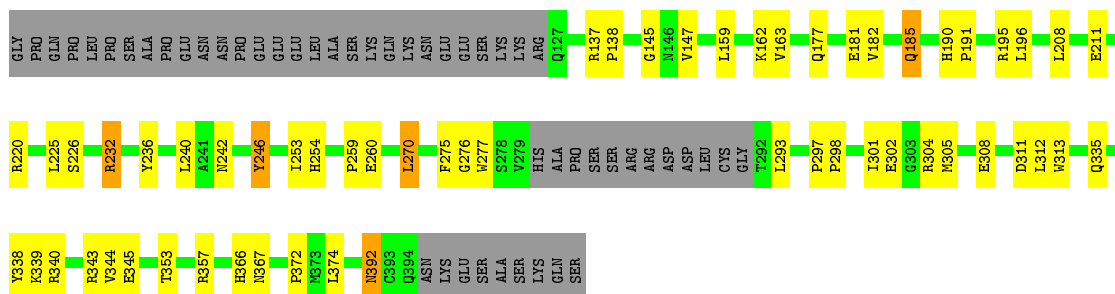 GLY PRO GLN PRO LEU PRO PRO SER ALA PRO GLU ASN ASN PRO GLU GLU GLU LEU ALA SER LYS GLN LYS ASN GLU GLU SER LYS LYS ARG Q127 R137 P138 G145 N146 V147 L159 K162 V163 Q177 E181 V182 Q185 H190 P191 R195 L196 L208 E211
R220 L225 S226 R232 Y236 L240 A241 N242 Y246 I253 H254 P259 E260 L270 F275 G276 W277 S278 V279 HIS ALA PRO SER SER ARG ARG ASP ASP LEU CYS GLY T292 L293 P297 P298 I301 E302 G303 R304 M305 E308 D311 L312 W313 Q335
Y338 K339 R340 R343 V344 E345 T353 R357 H366 N367 P372 M373 L374 N392 C393 Q394 ASN LYS GLU SER ALA SER LYS GLN SER